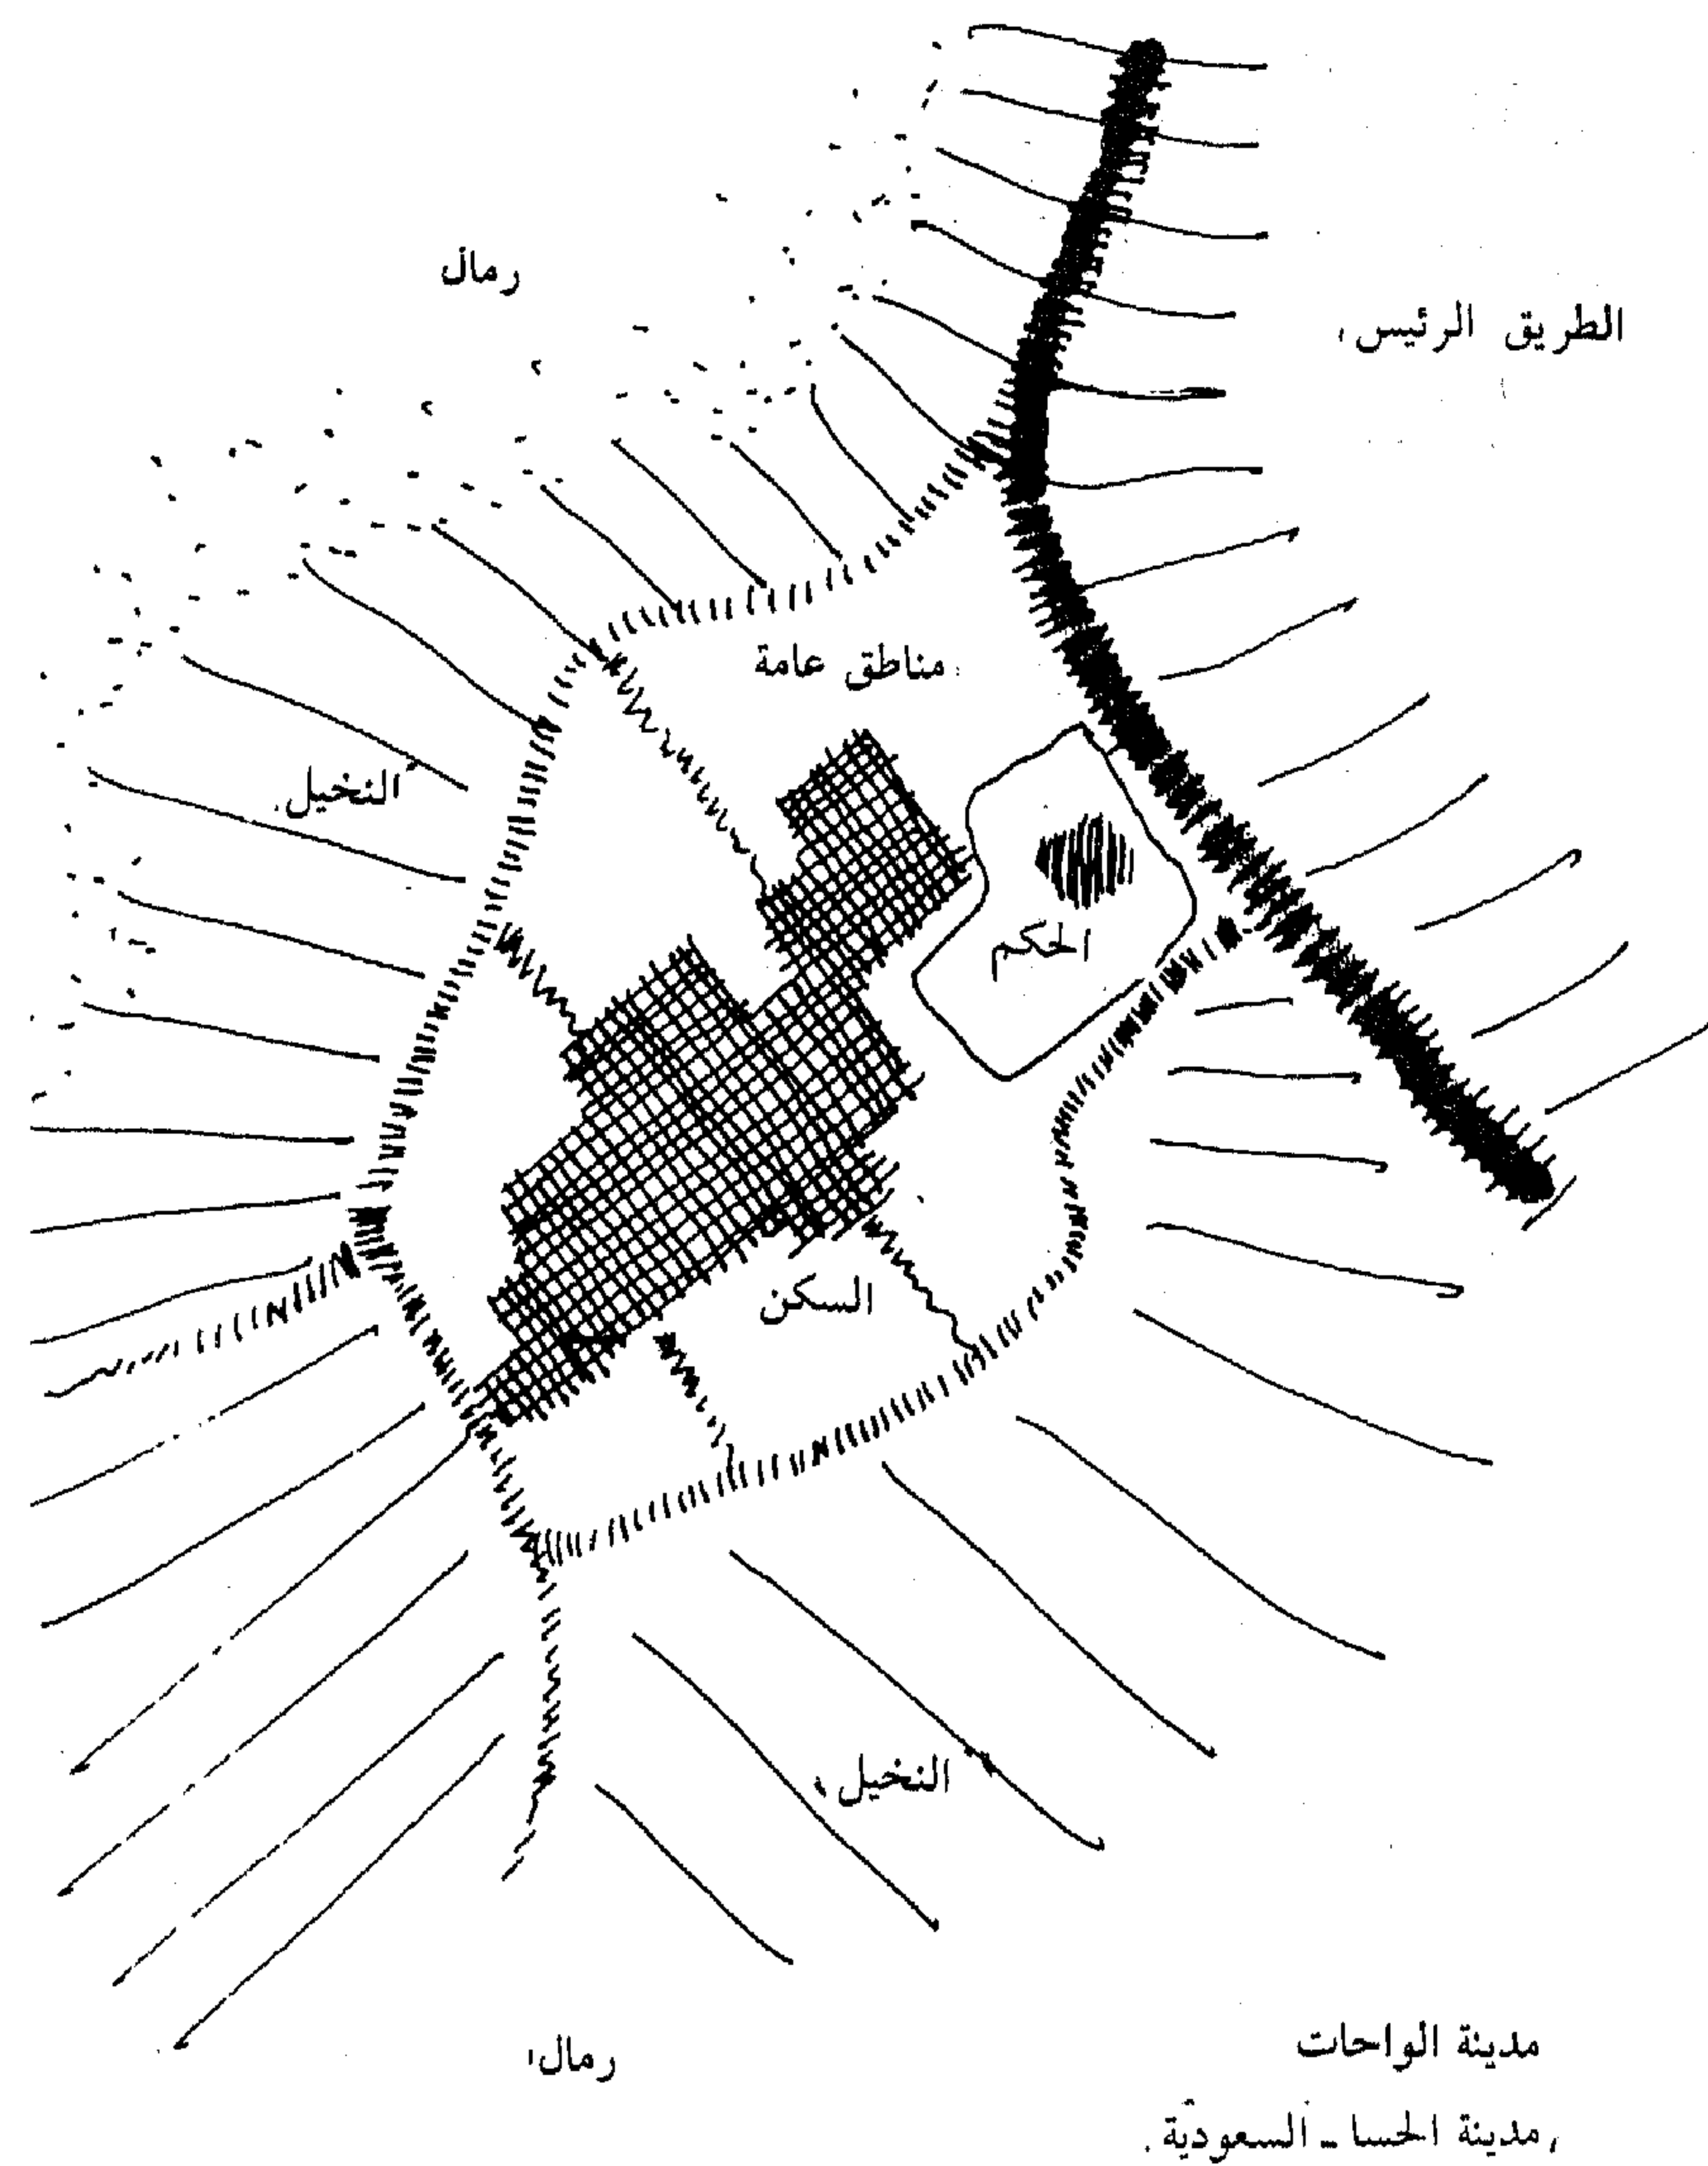 رمال
الطريق الرئيس
مناطق عامة
النخيل
الحكم
السكن
النخيل
رمال
مدينة الواحات
مدينة الحسا - السعودية